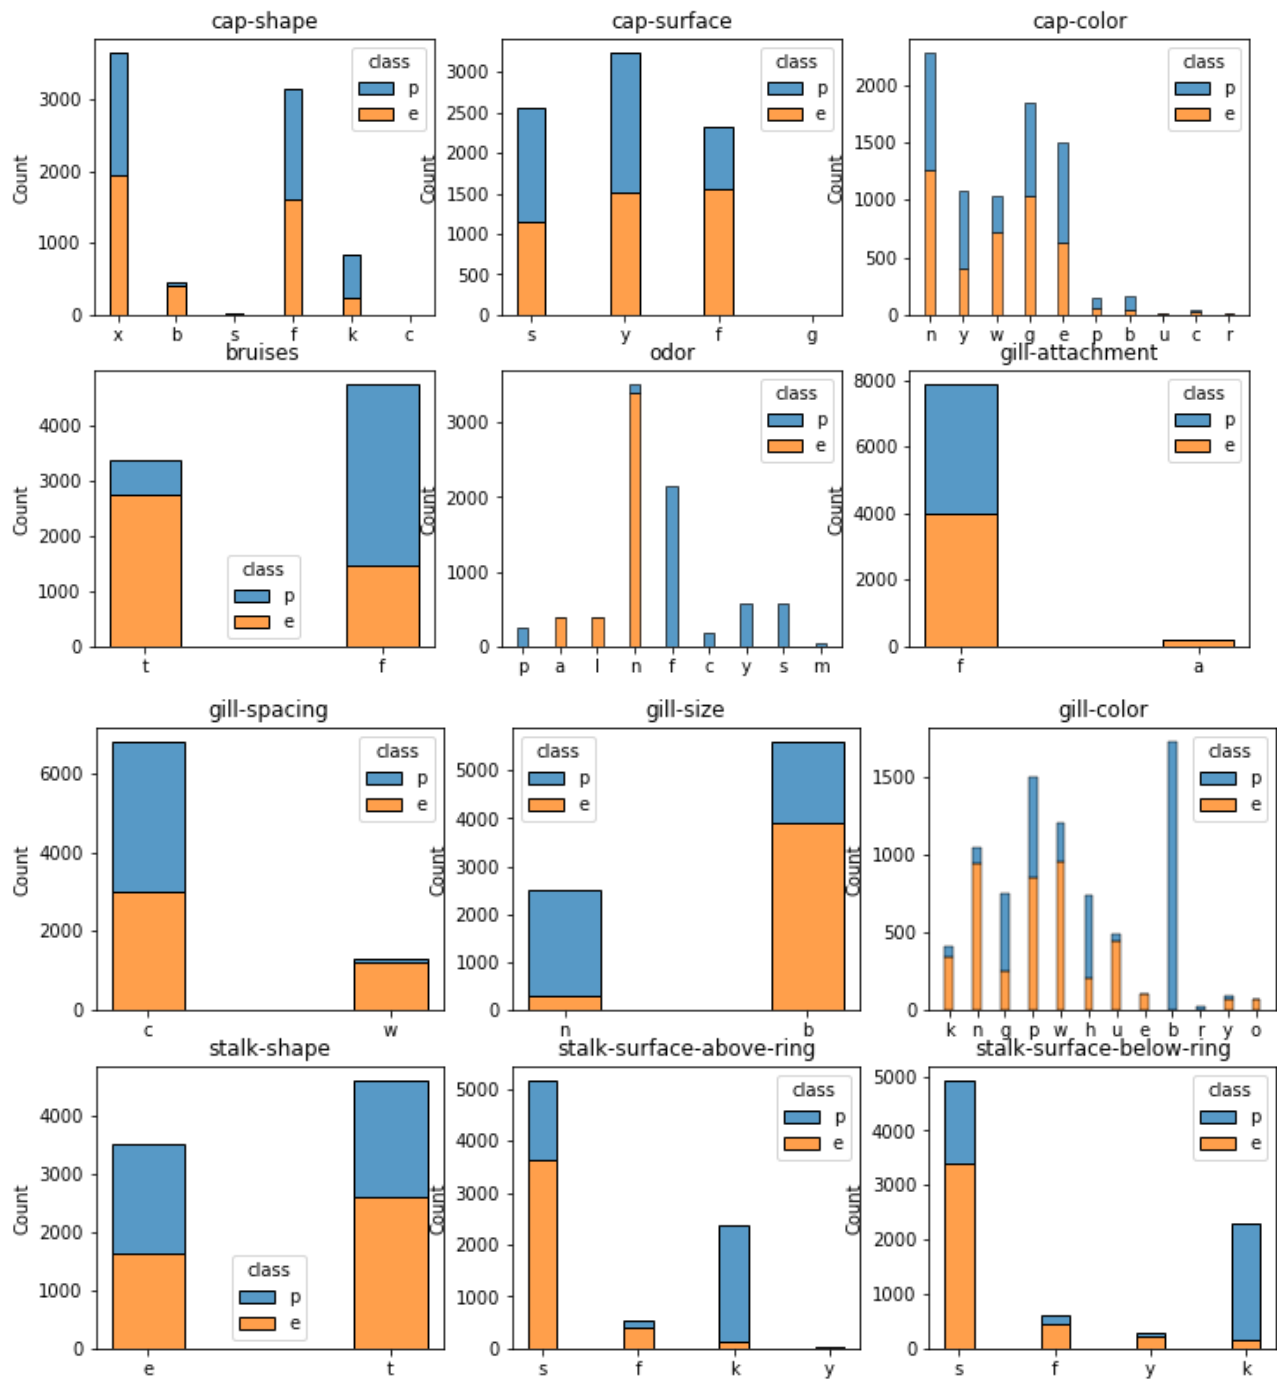 cap-shape
cap-surface
cap-color
Count
3000
2000
1000
0
x b s f k c
class
p
e
Count
3000
2500
2000
1500
1000
500
0
s y f g
class
p
e
Count
2000
1500
1000
500
0
n y w g e p b u c r
class
p
e
bruises
odor
gill-attachment
Count
4000
3000
2000
1000
0
t f
class
p
e
Count
3000
2000
1000
0
p a l n f c y s m
class
p
e
Count
8000
6000
4000
2000
0
f a
class
p
e
gill-spacing
gill-size
gill-color
Count
6000
4000
2000
0
c w
class
p
e
Count
5000
4000
3000
2000
1000
0
n b
class
p
e
Count
1500
1000
500
0
k n g p w h u e b r y o
class
p
e
stalk-shape
stalk-surface-above-ring
stalk-surface-below-ring
Count
4000
3000
2000
1000
0
e t
class
p
e
Count
5000
4000
3000
2000
1000
0
s f k y
class
p
e
Count
5000
4000
3000
2000
1000
0
s f y k
class
p
e